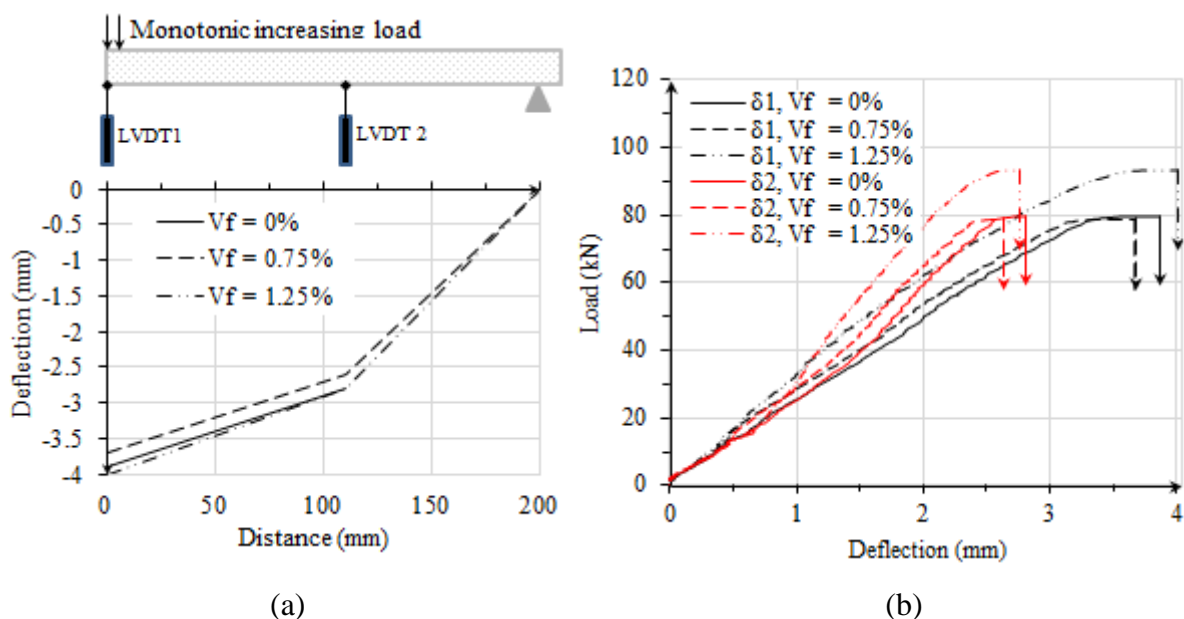 Monotonic increasing load
LVDT1
LVDT 2
0
-0.5
-1
-1.5
-2
-2.5
-3
-3.5
-4
Deflection (mm)
Vf = 0%
Vf = 0.75%
Vf = 1.25%
0
50
100
150
200
Distance (mm)
(a)
120
100
80
60
40
20
0
Load (kN)
δ1, Vf = 0%
δ1, Vf = 0.75%
δ1, Vf = 1.25%
δ2, Vf = 0%
δ2, Vf = 0.75%
δ2, Vf = 1.25%
0
1
2
3
4
Deflection (mm)
(b)